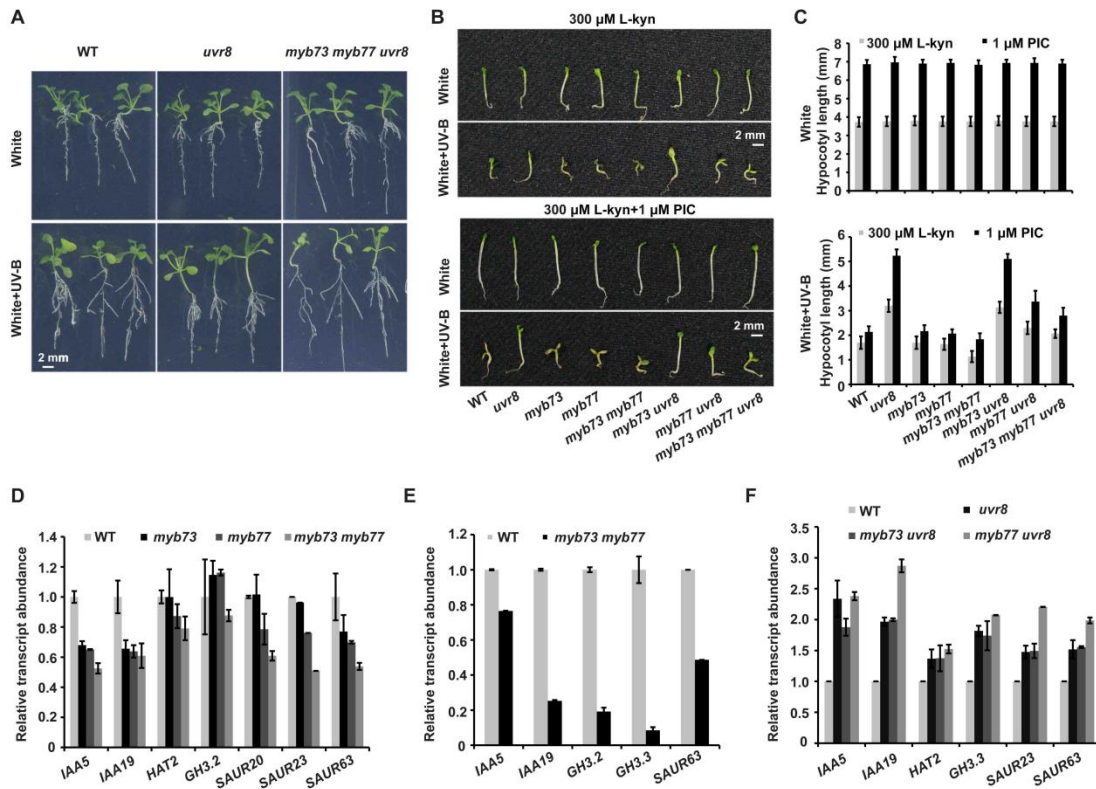 A
WT
uvr8
myb73 myb77 uvr8
White
White+UV-B
2 mm
B
300 µM L-kyn
White
White+UV-B
2 mm
300 µM L-kyn+1 µM PIC
White
White+UV-B
2 mm
WT
uvr8
myb73
myb77
myb73 myb77
myb73 uvr8
myb77 uvr8
myb73 myb77 uvr8
C
300 µM L-kyn
1 µM PIC
White
Hypocotyl length (mm)
8
7
6
5
4
3
2
1
0
300 µM L-kyn
1 µM PIC
White+UV-B
Hypocotyl length (mm)
6
5
4
3
2
1
0
WT
uvr8
myb73
myb77
myb73 myb77
myb73 uvr8
myb77 uvr8
myb73 myb77 uvr8
D
WT
myb73
myb77
myb73 myb77
Relative transcript abundance
1.4
1.2
1.0
0.8
0.6
0.4
0.2
0
IAA5
IAA19
HAT2
GH3.2
SAUR20
SAUR23
SAUR63
E
WT
myb73 myb77
Relative transcript abundance
1.2
1.0
0.8
0.6
0.4
0.2
0
IAA5
IAA19
GH3.2
GH3.3
SAUR63
F
WT
uvr8
myb73 uvr8
myb77 uvr8
Relative transcript abundance
3.5
3.0
2.5
2.0
1.5
1.0
0.5
0
IAA5
IAA19
HAT2
GH3.3
SAUR23
SAUR63